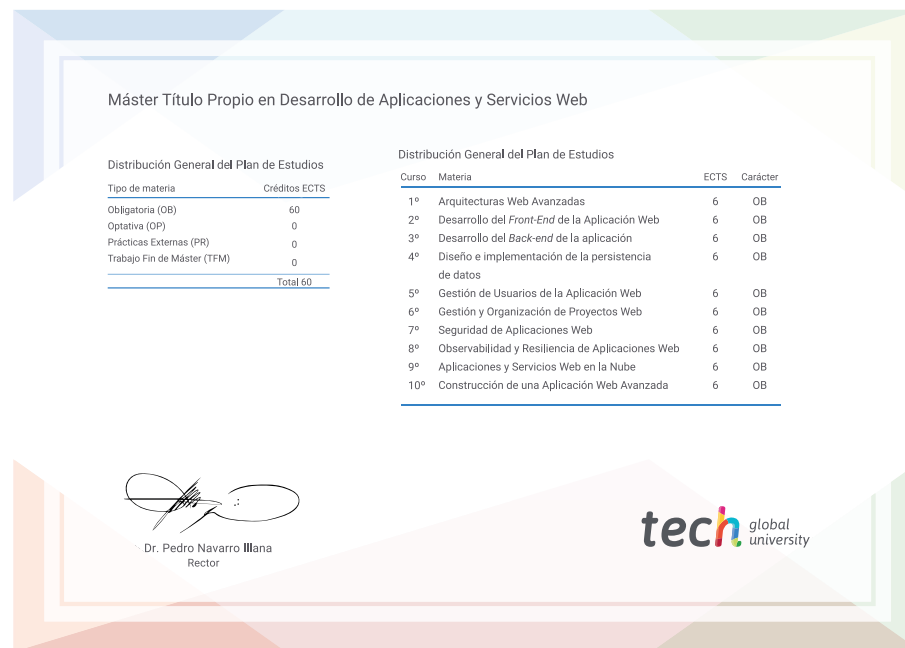 Máster Título Propio en Desarrollo de Aplicaciones y Servicios Web
Distribución General del Plan de Estudios
Tipo de materia Créditos ECTS
Obligatoria (OB) 60
Optativa (OP) 0
Prácticas Externas (PR) 0
Trabajo Fin de Máster (TFM) 0
Total 60
Distribución General del Plan de Estudios
Curso Materia ECTS Carácter
1º Arquitecturas Web Avanzadas 6 OB
2º Desarrollo del Front-End de la Aplicación Web 6 OB
3º Desarrollo del Back-end de la aplicación 6 OB
4º Diseño e implementación de la persistencia 6 OB
de datos
5º Gestión de Usuarios de la Aplicación Web 6 OB
6º Gestión y Organización de Proyectos Web 6 OB
7º Seguridad de Aplicaciones Web 6 OB
8º Observabilidad y Resiliencia de Aplicaciones Web 6 OB
9º Aplicaciones y Servicios Web en la Nube 6 OB
10º Construcción de una Aplicación Web Avanzada 6 OB
Dr. Pedro Navarro Illana
Rector
tech global
university